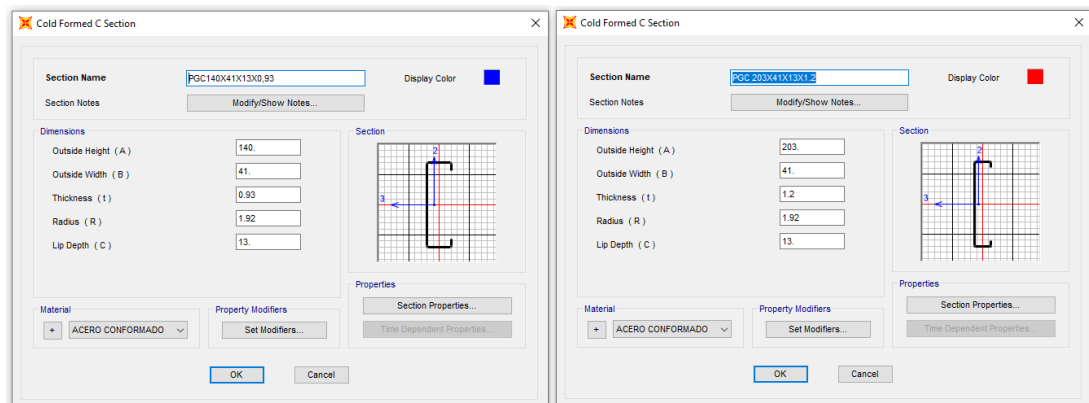 Cold Formed C Section
Section Name PGC140X41X13X0,93 Display Color
Section Notes Modify/Show Notes...
Dimensions
Outside Height ( A ) 140.
Outside Width ( B ) 41.
Thickness ( t ) 0.93
Radius ( R ) 1.92
Lip Depth ( C ) 13.
Section
2
3
Properties
Section Properties...
Time Dependent Properties...
Material
+ ACERO CONFORMADO
Property Modifiers
Set Modifiers...
OK Cancel
Cold Formed C Section
Section Name PGC 203X41X13X1.2 Display Color
Section Notes Modify/Show Notes...
Dimensions
Outside Height ( A ) 203.
Outside Width ( B ) 41.
Thickness ( t ) 1.2
Radius ( R ) 1.92
Lip Depth ( C ) 13.
Section
2
3
Properties
Section Properties...
Time Dependent Properties...
Material
+ ACERO CONFORMADO
Property Modifiers
Set Modifiers...
OK Cancel